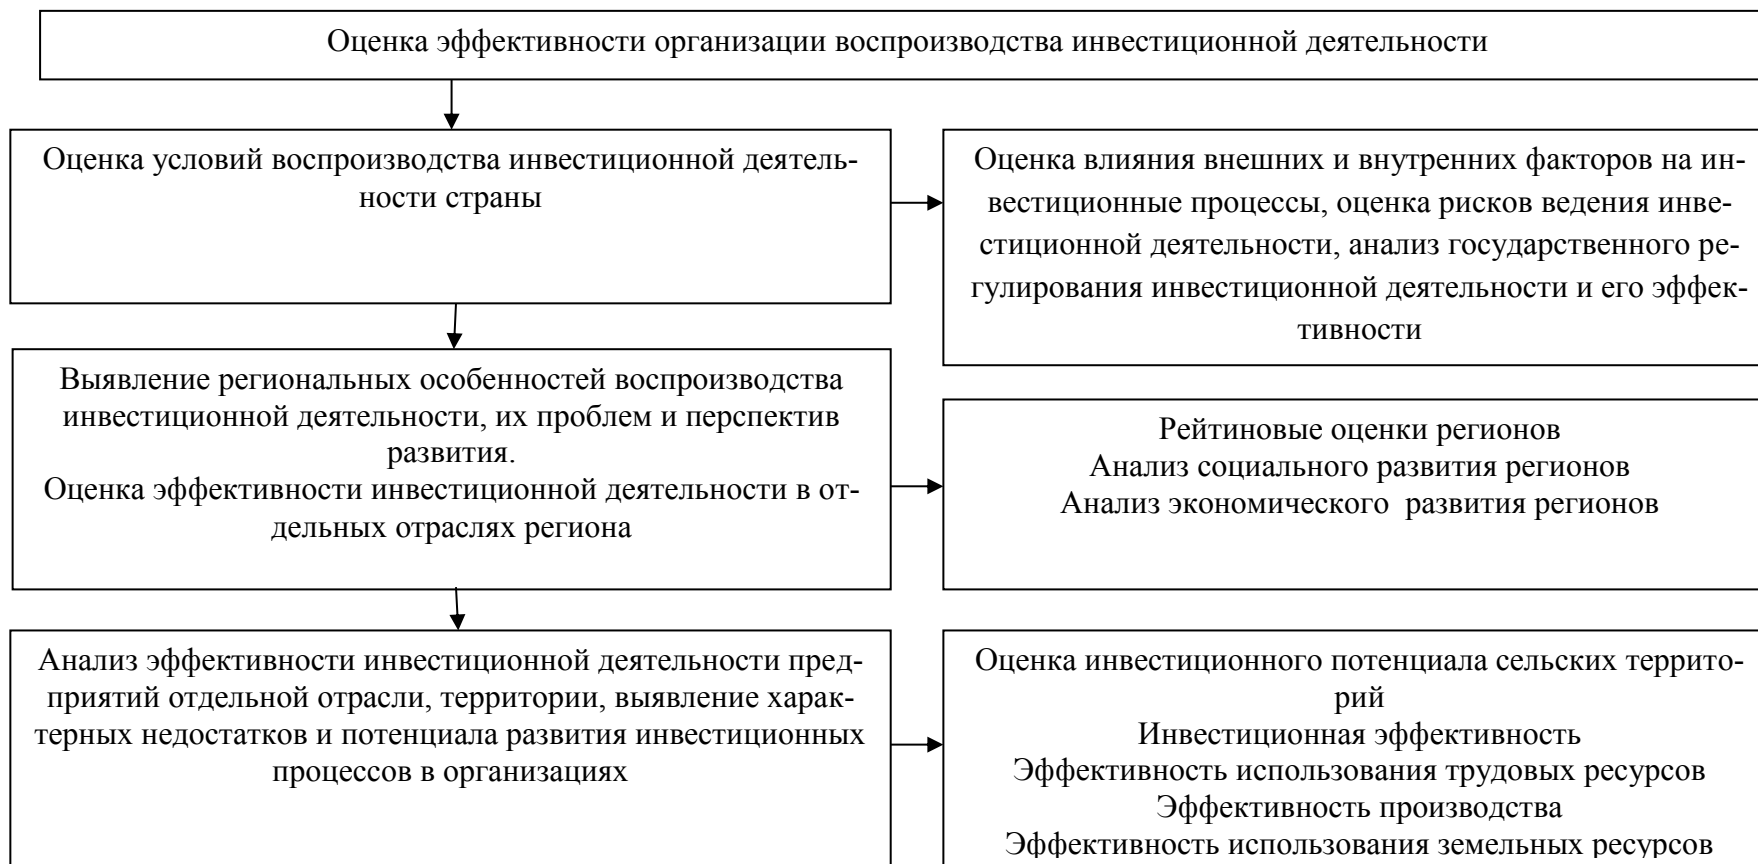 Оценка эффективности организации воспроизводства инвестиционной деятельности
Оценка условий воспроизводства инвестиционной деятель-
ности страны
Оценка влияния внешних и внутренних факторов на ин-
вестиционные процессы, оценка рисков ведения инве-
стиционной деятельности, анализ государственного ре-
гулирования инвестиционной деятельности и его эффек-
тивности
Выявление региональных особенностей воспроизводства
инвестиционной деятельности, их проблем и перспектив
развития.
Оценка эффективности инвестиционной деятельности в от-
дельных отраслях региона
Рейтиновые оценки регионов
Анализ социального развития регионов
Анализ экономического  развития регионов
Анализ эффективности инвестиционной деятельности пред-
приятий отдельной отрасли, территории, выявление харак-
терных недостатков и потенциала развития инвестиционных
процессов в организациях
Оценка инвестиционного потенциала сельских террито-
рий
Инвестиционная эффективность
Эффективность использования трудовых ресурсов
Эффективность производства
Эффективность использования земельных ресурсов